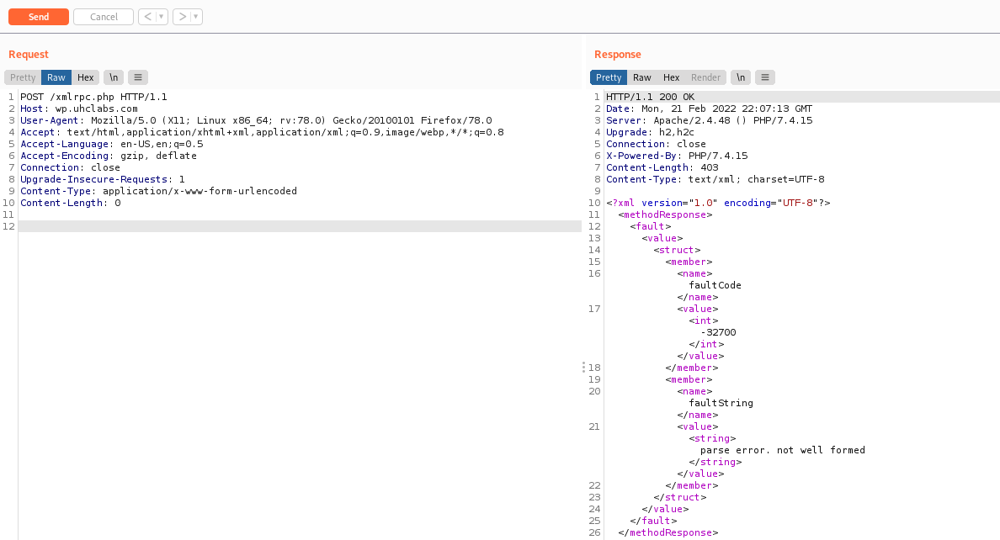 Send Cancel < ▼ > ▼
Request
Pretty Raw Hex \n ≡
1 POST /xmlrpc.php HTTP/1.1
2 Host: wp.uhclabs.com
3 User-Agent: Mozilla/5.0 (X11; Linux x86_64; rv:78.0) Gecko/20100101 Firefox/78.0
4 Accept: text/html,application/xhtml+xml,application/xml;q=0.9,image/webp,*/*;q=0.8
5 Accept-Language: en-US,en;q=0.5
6 Accept-Encoding: gzip, deflate
7 Connection: close
8 Upgrade-Insecure-Requests: 1
9 Content-Type: application/x-www-form-urlencoded
10 Content-Length: 0
11
12
Response
Pretty Raw Hex Render \n ≡
1 HTTP/1.1 200 OK
2 Date: Mon, 21 Feb 2022 22:07:13 GMT
3 Server: Apache/2.4.48 () PHP/7.4.15
4 Upgrade: h2,h2c
5 Connection: close
6 X-Powered-By: PHP/7.4.15
7 Content-Length: 403
8 Content-Type: text/xml; charset=UTF-8
9
10 <?xml version="1.0" encoding="UTF-8"?>
11 <methodResponse>
12 <fault>
13 <value>
14 <struct>
15 <member>
16 <name>
faultCode
</name>
17 <value>
<int>
-32700
</int>
</value>
18 </member>
19 <member>
20 <name>
faultString
</name>
21 <value>
<string>
parse error. not well formed
</string>
</value>
22 </member>
23 </struct>
24 </value>
25 </fault>
26 </methodResponse>